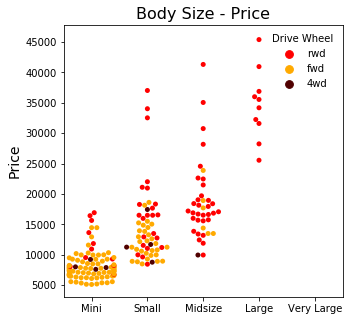 Body Size - Price
Drive Wheel
rwd
fwd
4wd
Price
45000
40000
35000
30000
25000
20000
15000
10000
5000
Mini Small Midsize Large Very Large